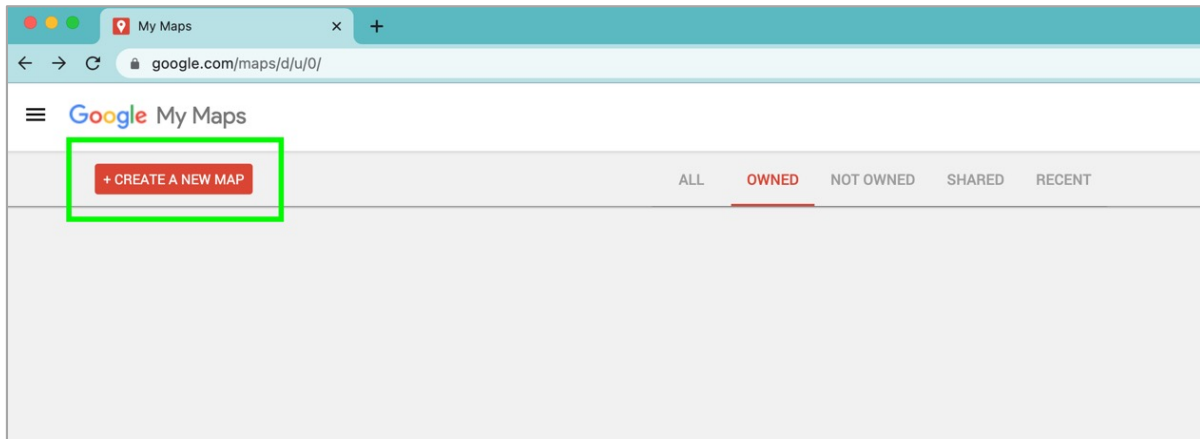 My Maps
google.com/maps/d/u/0/
Google My Maps
+ CREATE A NEW MAP
ALL OWNED NOT OWNED SHARED RECENT